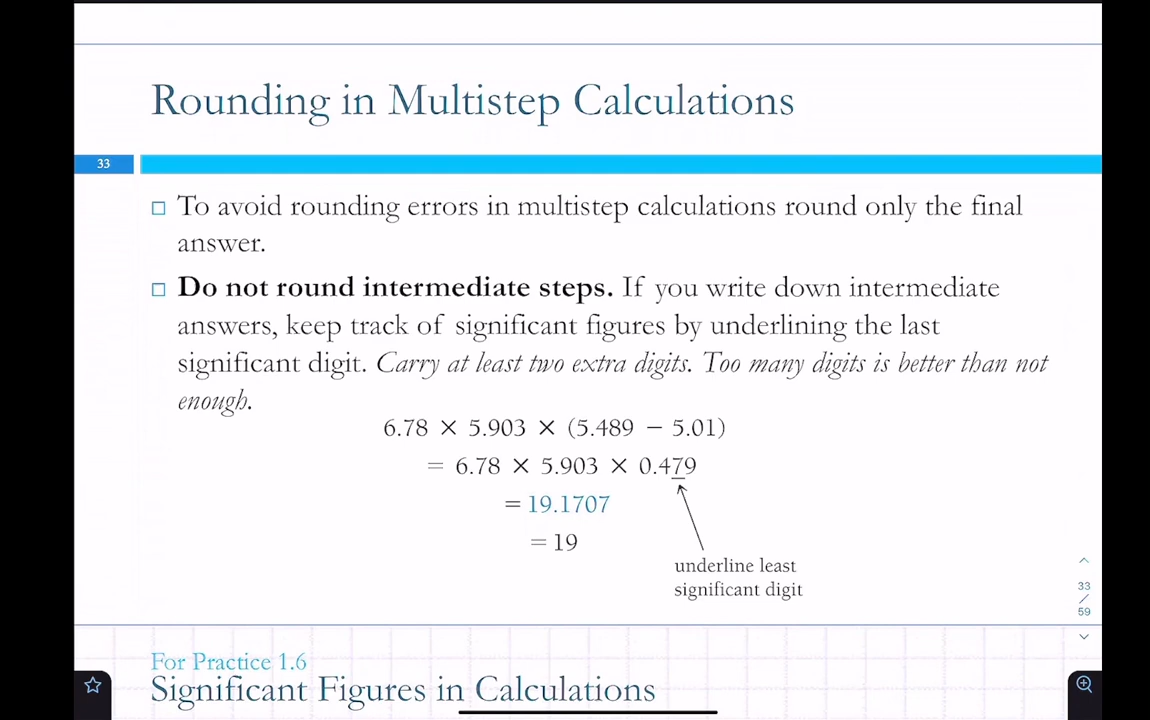 Rounding in Multistep Calculations
33
□ To avoid rounding errors in multistep calculations round only the final
answer.
□ Do not round intermediate steps. If you write down intermediate
answers, keep track of significant figures by underlining the last
significant digit. Carry at least two extra digits. Too many digits is better than not
enough.
6.78 × 5.903 × (5.489 − 5.01)
= 6.78 × 5.903 × 0.479
= 19.1707
= 19
underline least
significant digit
33
/
59
For Practice 1.6
Significant Figures in Calculations